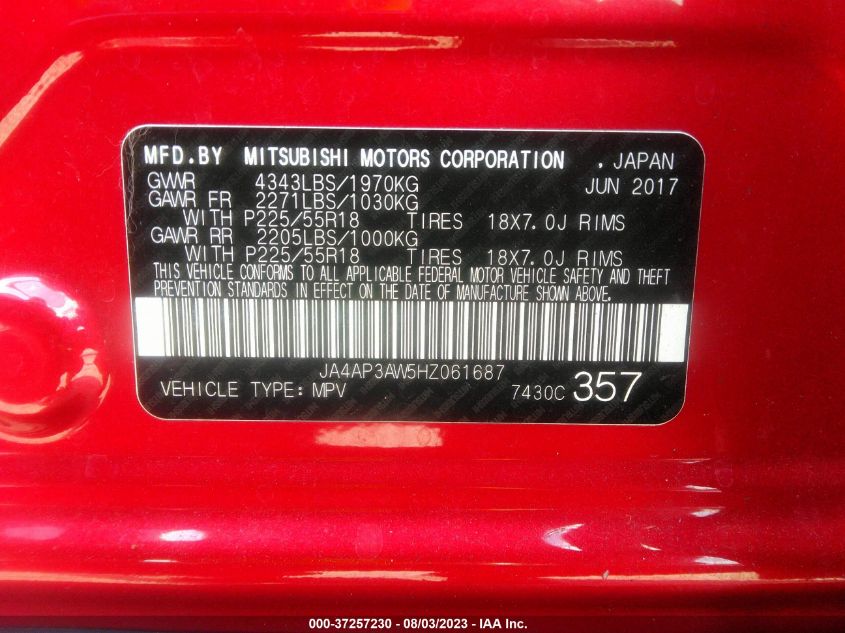 MFD.BY MITSUBISHI MOTORS CORPORATION , JAPAN
GVWR 4343LBS/1970KG JUN 2017
GAWR FR 2271LBS/1030KG
WITH P225/55R18 TIRES 18X7.0J RIMS
GAWR RR 2205LBS/1000KG
WITH P225/55R18 TIRES 18X7.0J RIMS
THIS VEHICLE CONFORMS TO ALL APPLICABLE FEDERAL MOTOR VEHICLE SAFETY AND THEFT
PREVENTION STANDARDS IN EFFECT ON THE DATE OF MANUFACTURE SHOWN ABOVE.
JA4AP3AW5HZ061687
VEHICLE TYPE: MPV 7430C 357
000-37257230 - 08/03/2023 - IAA Inc.